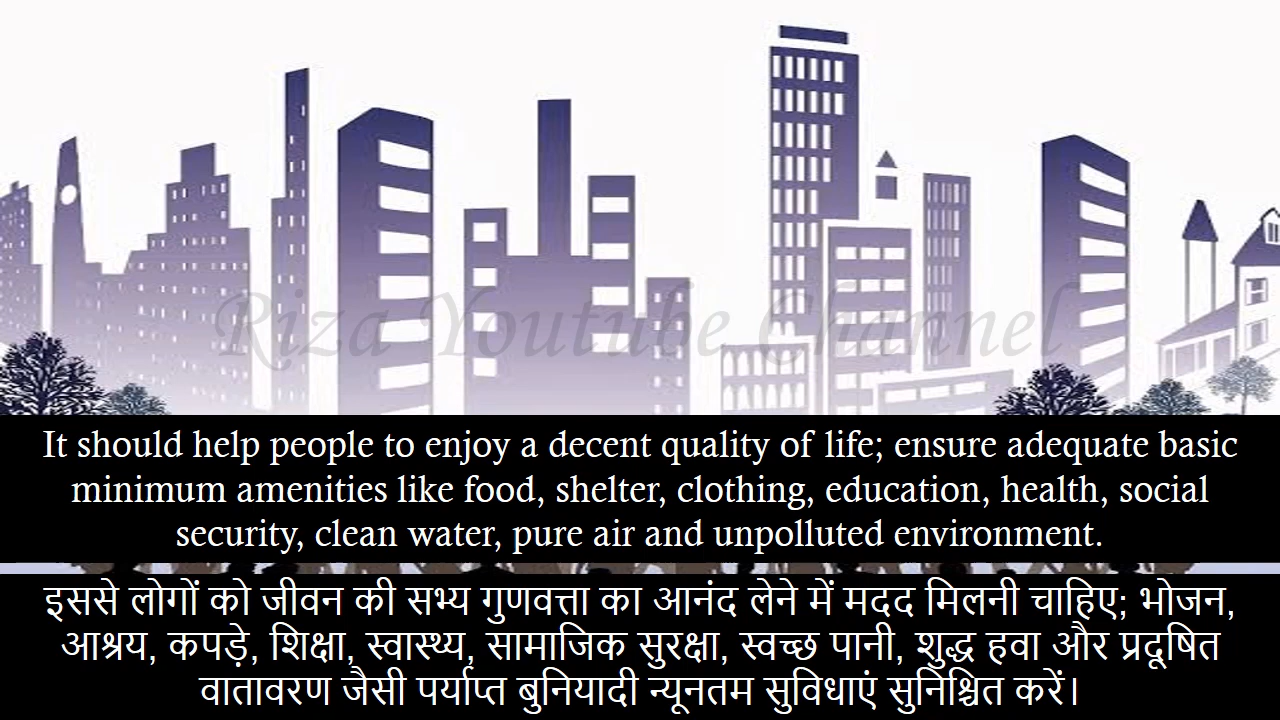 Riza Youtube Channel
It should help people to enjoy a decent quality of life; ensure adequate basic
minimum amenities like food, shelter, clothing, education, health, social
security, clean water, pure air and unpolluted environment.
इससे लोगों को जीवन की सभ्य गुणवत्ता का आनंद लेने में मदद मिलनी चाहिए; भोजन,
आश्रय, कपड़े, शिक्षा, स्वास्थ्य, सामाजिक सुरक्षा, स्वच्छ पानी, शुद्ध हवा और प्रदूषित
वातावरण जैसी पर्याप्त बुनियादी न्यूनतम सुविधाएं सुनिश्चित करें।